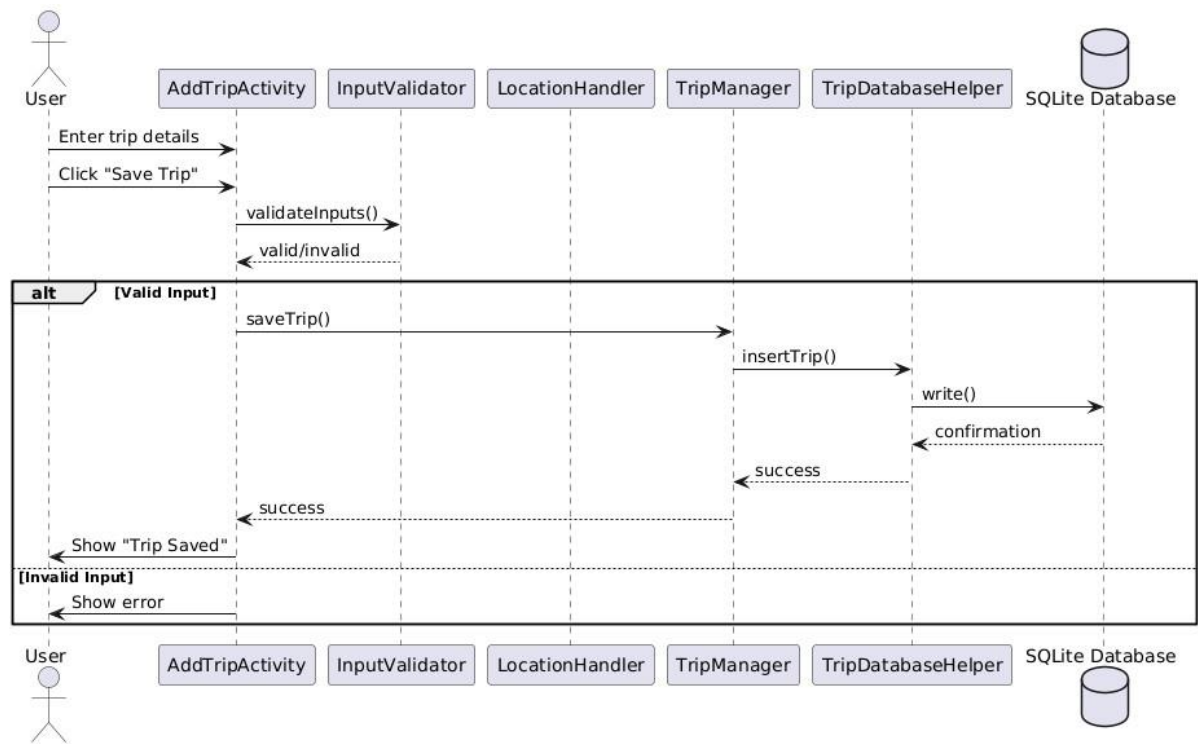 User
AddTripActivity
InputValidator
LocationHandler
TripManager
TripDatabaseHelper
SQLite Database
Enter trip details
Click "Save Trip"
validateInputs()
valid/invalid
alt
[Valid Input]
saveTrip()
insertTrip()
write()
confirmation
success
success
Show "Trip Saved"
[Invalid Input]
Show error
User
AddTripActivity
InputValidator
LocationHandler
TripManager
TripDatabaseHelper
SQLite Database